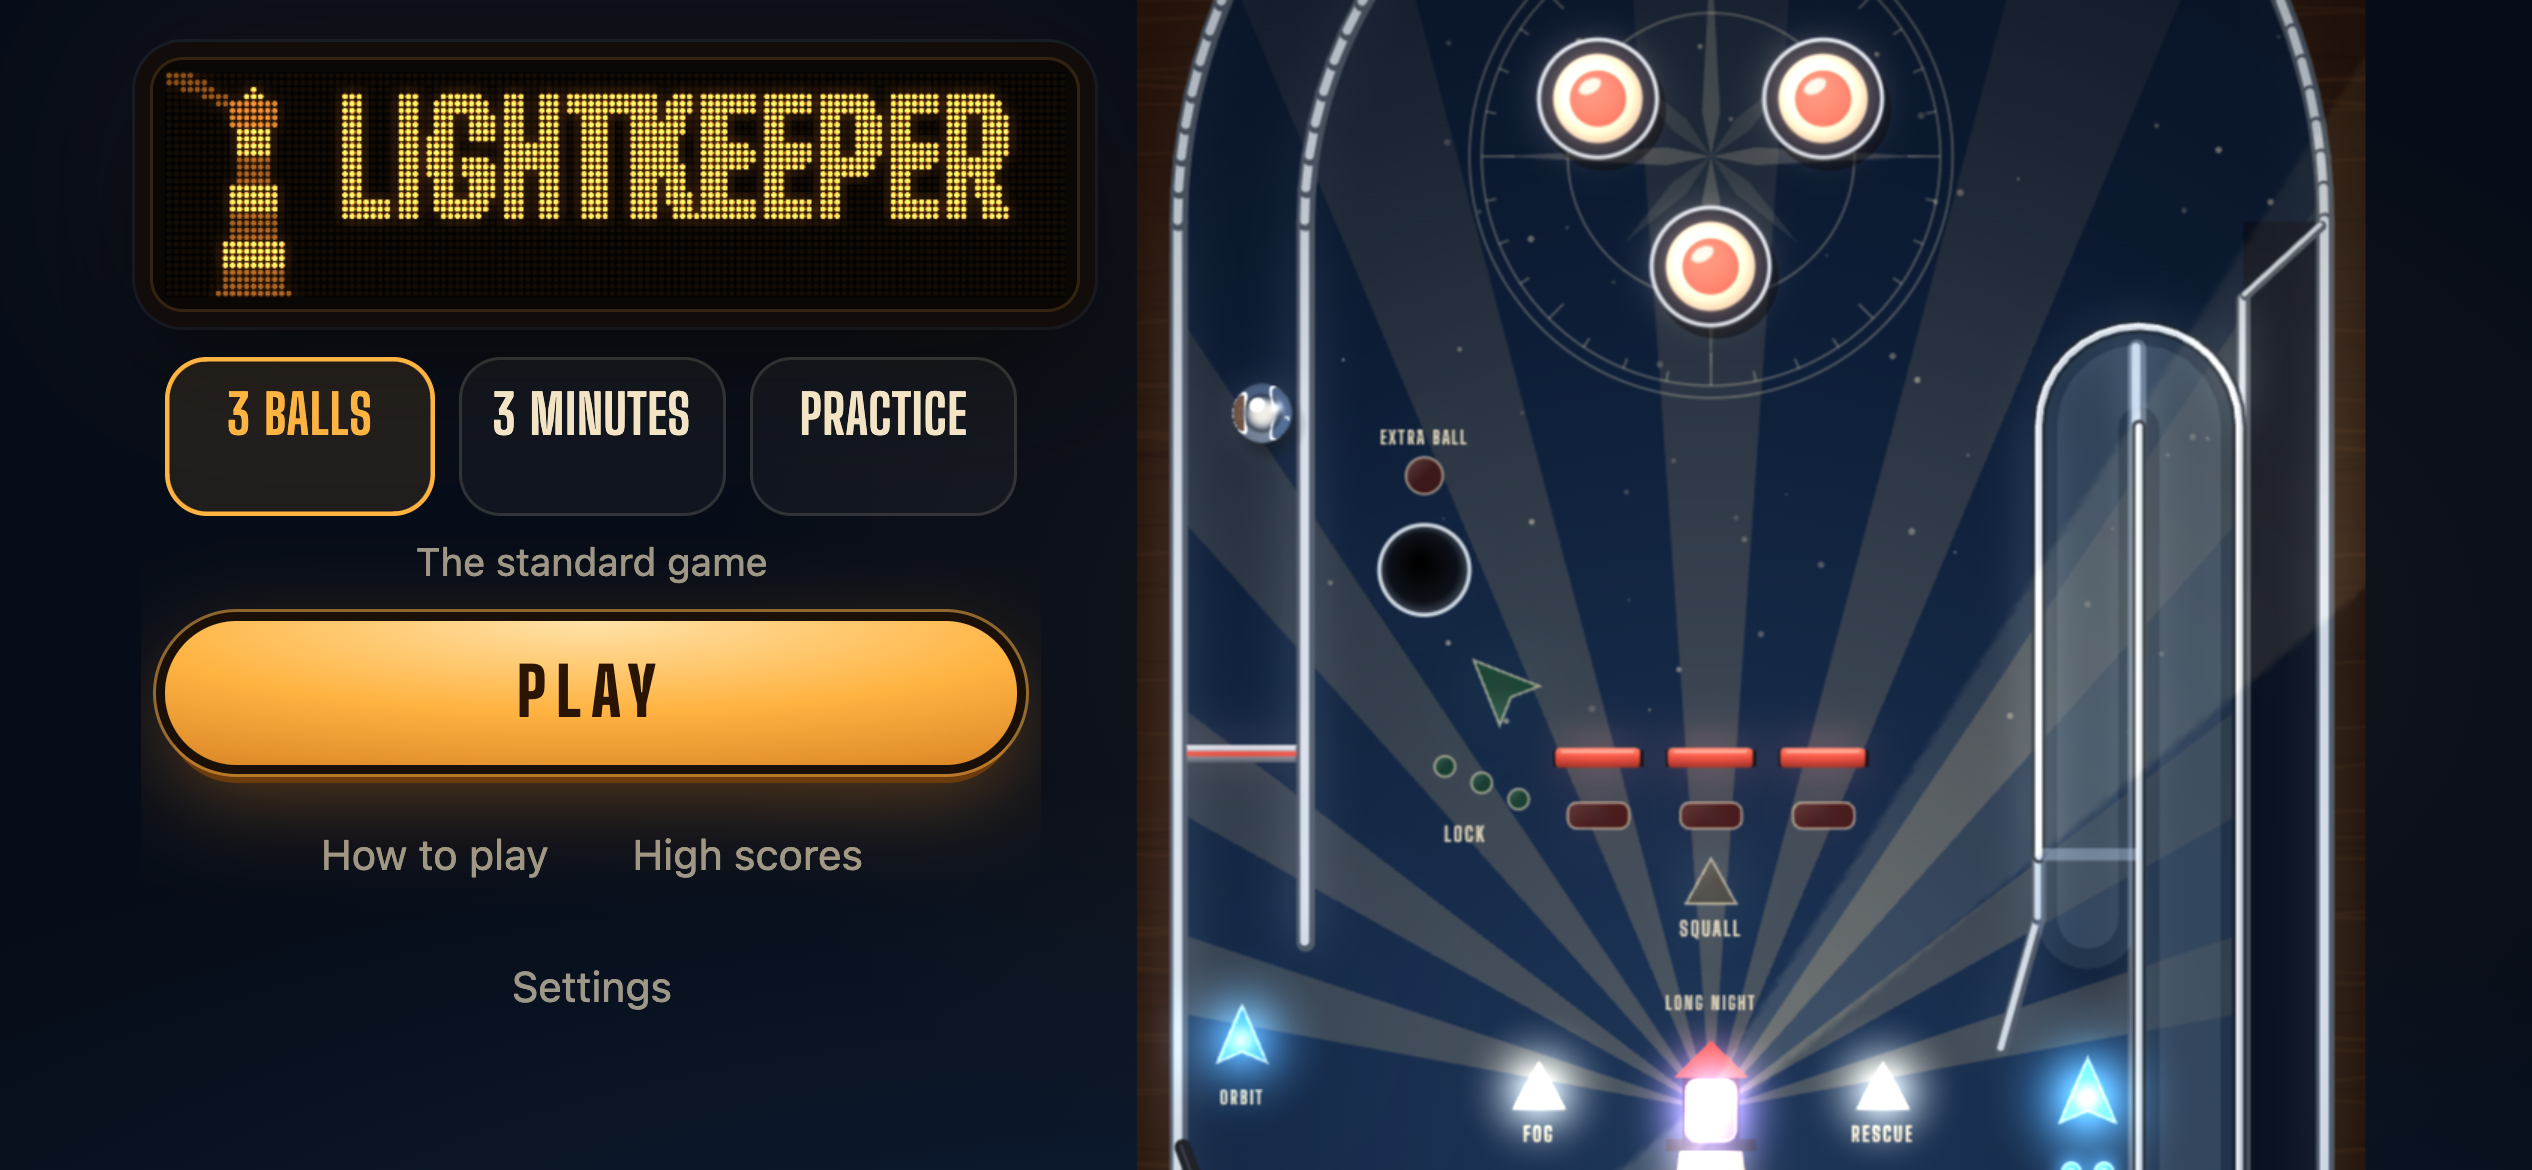 LIGHTKEEPER
3 BALLS
3 MINUTES
PRACTICE
The standard game
PLAY
How to play
High scores
Settings
EXTRA BALL
LOCK
SQUALL
LONG NIGHT
ORBIT
FOG
RESCUE